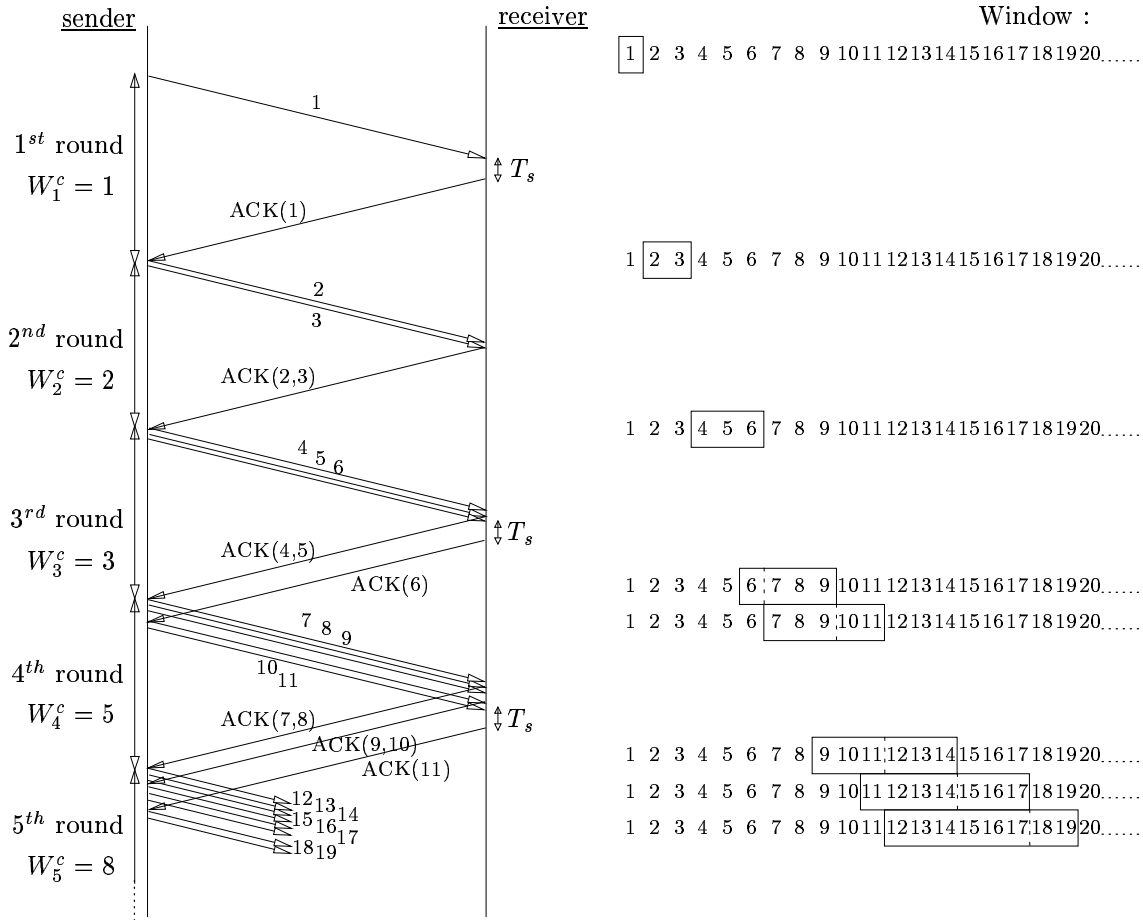 sender
receiver
Window :
1 2 3 4 5 6 7 8 9 10 11 12 13 14 15 16 17 18 19 20......
1
1st round
W1c = 1
Ts
ACK(1)
1 2 3 4 5 6 7 8 9 10 11 12 13 14 15 16 17 18 19 20......
2
3
2nd round
W2c = 2
ACK(2,3)
1 2 3 4 5 6 7 8 9 10 11 12 13 14 15 16 17 18 19 20......
4 5 6
3rd round
W3c = 3
Ts
ACK(4,5)
ACK(6)
1 2 3 4 5 6 7 8 9 10 11 12 13 14 15 16 17 18 19 20......
1 2 3 4 5 6 7 8 9 10 11 12 13 14 15 16 17 18 19 20......
7 8 9
10 11
4th round
W4c = 5
Ts
ACK(7,8)
ACK(9,10)
ACK(11)
1 2 3 4 5 6 7 8 9 10 11 12 13 14 15 16 17 18 19 20......
1 2 3 4 5 6 7 8 9 10 11 12 13 14 15 16 17 18 19 20......
1 2 3 4 5 6 7 8 9 10 11 12 13 14 15 16 17 18 19 20......
12 13 14
15 16 17
18 19
5th round
W5c = 8